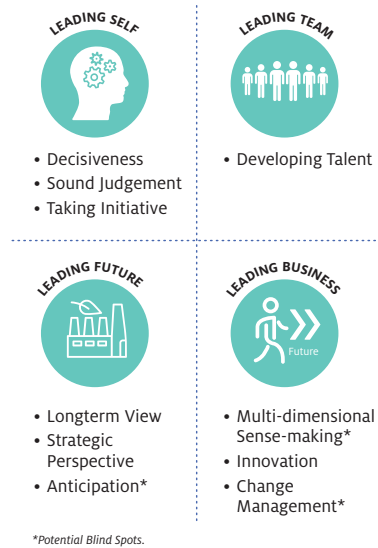 LEADING SELF
• Decisiveness
• Sound Judgement
• Taking Initiative
LEADING TEAM
• Developing Talent
LEADING FUTURE
• Longterm View
• Strategic
Perspective
• Anticipation*
LEADING BUSINESS
Future
• Multi-dimensional
Sense-making*
• Innovation
• Change
Management*
*Potential Blind Spots.